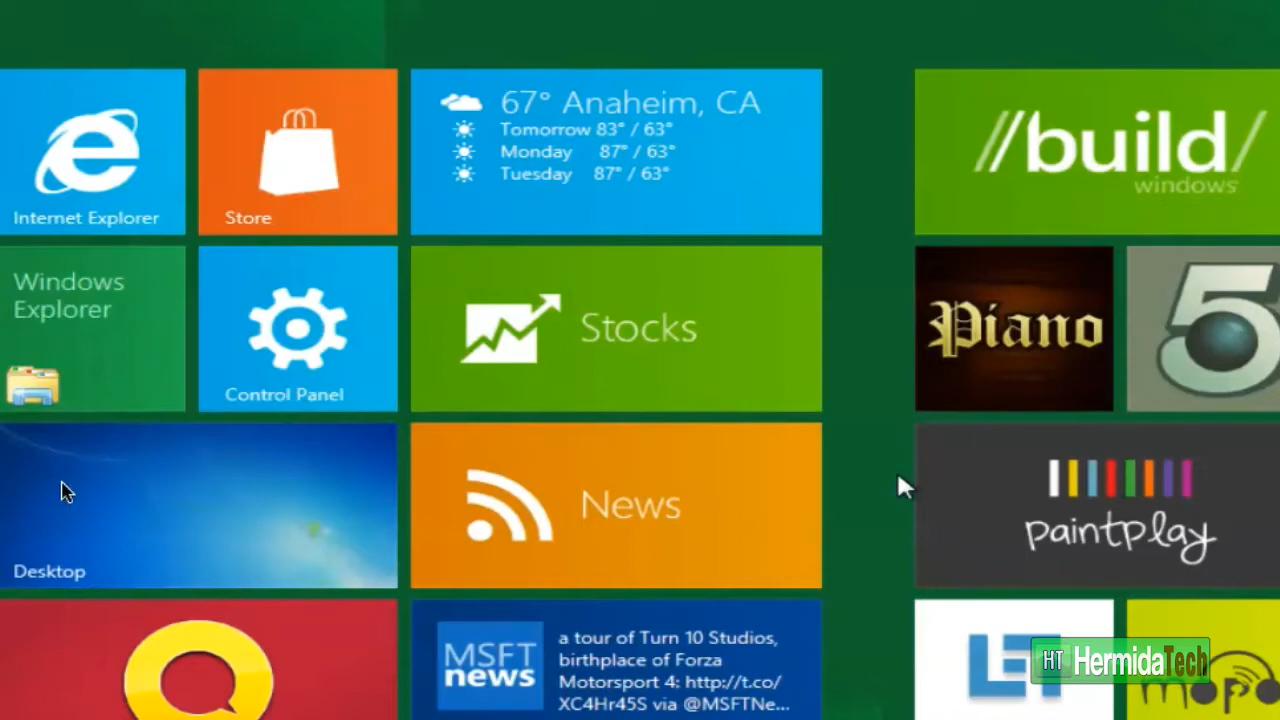 Internet Explorer
Store
67° Anaheim, CA
Tomorrow 83° / 63°
Monday 87° / 63°
Tuesday 87° / 63°
//build/
windows
Windows
Explorer
Control Panel
Stocks
Piano
5
Desktop
News
paintplay
MSFT
news
a tour of Turn 10 Studios,
birthplace of Forza
Motorsport 4: http://t.co/
XC4Hr45S via @MSFTNe...
HT HermidaTech